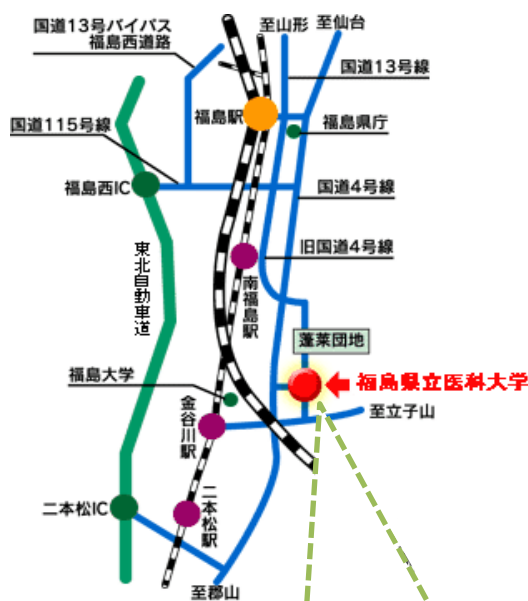 国道13号バイパス
福島西道路
至山形
至仙台
国道13号線
福島駅
福島県庁
国道115号線
福島西IC
国道4号線
旧国道4号線
東北自動車道
南福島駅
蓬莱団地
福島県立医科大学
福島大学
至立子山
金谷川駅
二本松IC
二本松駅
至郡山